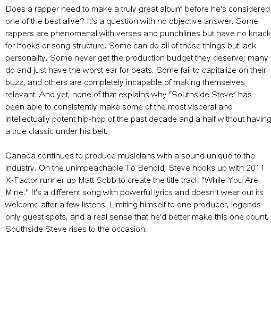 Does a rapper need to make a truly great album before he's considered
one of the best alive? It's a question with no objective answer. Some
rappers are phenomenal with verses and punchlines but have no knack
for hooks or song structure. Some can do all of those things but lack
personality. Some never get the production budget they deserve; many
do and just have the worst ear for beats. Some fail to capitalize on their
buzz, and others are completely incapable of making themselves
relevant. And yet, none of that explains why "Southside Steve" has
been able to consistently make some of the most visceral and
intellectually potent hip-hop of the past decade and a half without having
a true classic under his belt.
Canada continues to produce musicians with a sound unique to the
industry. On the unimpeachable To Behold, Steve hooks up with 2011
X-Factor runner up Matt Sobb to create the title track "While You Are
Mine." It's a different song with powerful lyrics and doesn't wear out its
welcome after a few listens. Limiting himself to one producer, legends-
only guest spots, and a real sense that he'd better make this one count,
Southside Steve rises to the occasion.